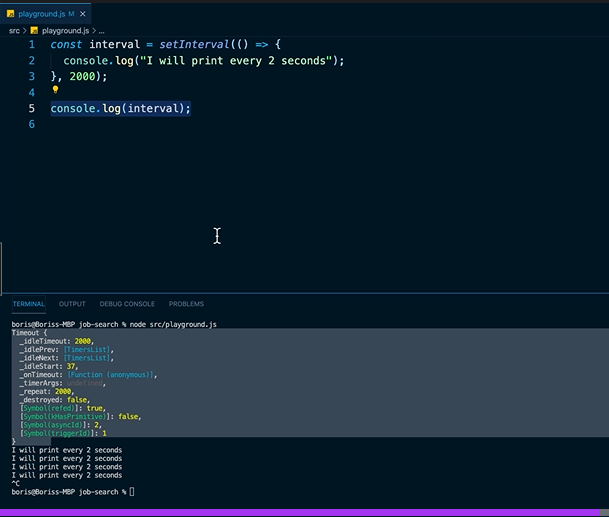 playground.js M ×
src > playground.js > ...
1 const interval = setInterval(() => {
2 console.log("I will print every 2 seconds");
3 }, 2000);
4
5 console.log(interval);
6
TERMINAL OUTPUT DEBUG CONSOLE PROBLEMS
boris@Boriss-MBP job-search % node src/playground.js
Timeout {
_idleTimeout: 2000,
_idlePrev: [TimersList],
_idleNext: [TimersList],
_idleStart: 37,
_onTimeout: [Function (anonymous)],
_timerArgs: undefined,
_repeat: 2000,
_destroyed: false,
[Symbol(refed)]: true,
[Symbol(kHasPrimitive)]: false,
[Symbol(asyncId)]: 2,
[Symbol(triggerId)]: 1
}
I will print every 2 seconds
I will print every 2 seconds
I will print every 2 seconds
I will print every 2 seconds
^C
boris@Boriss-MBP job-search %